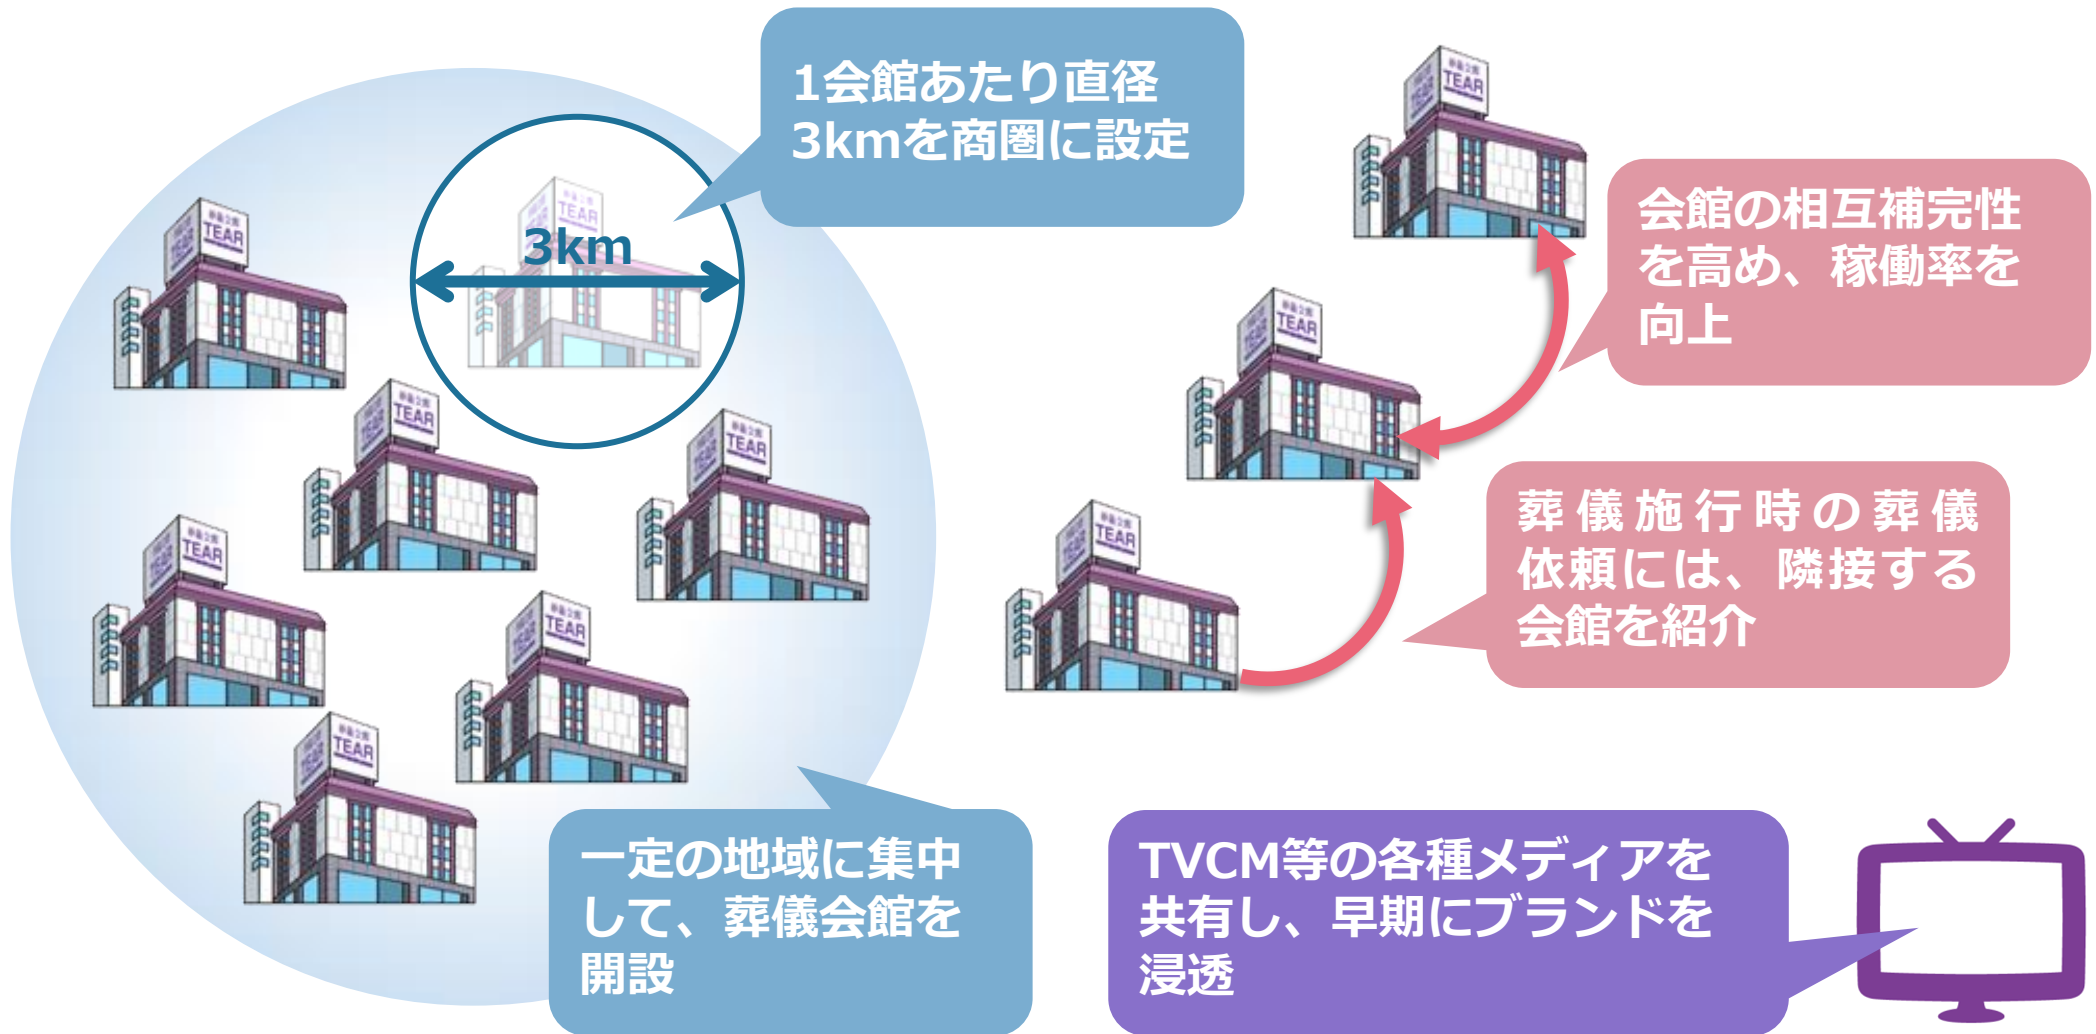 1会館あたり直径
3kmを商圏に設定
3km
TEAR
TEAR
TEAR
TEAR
TEAR
TEAR
TEAR
一定の地域に集中
して、葬儀会館を
開設
TEAR
TEAR
TEAR
会館の相互補完性
を高め、稼働率を
向上
葬儀施行時の葬儀
依頼には、隣接する
会館を紹介
TVCM等の各種メディアを
共有し、早期にブランドを
浸透